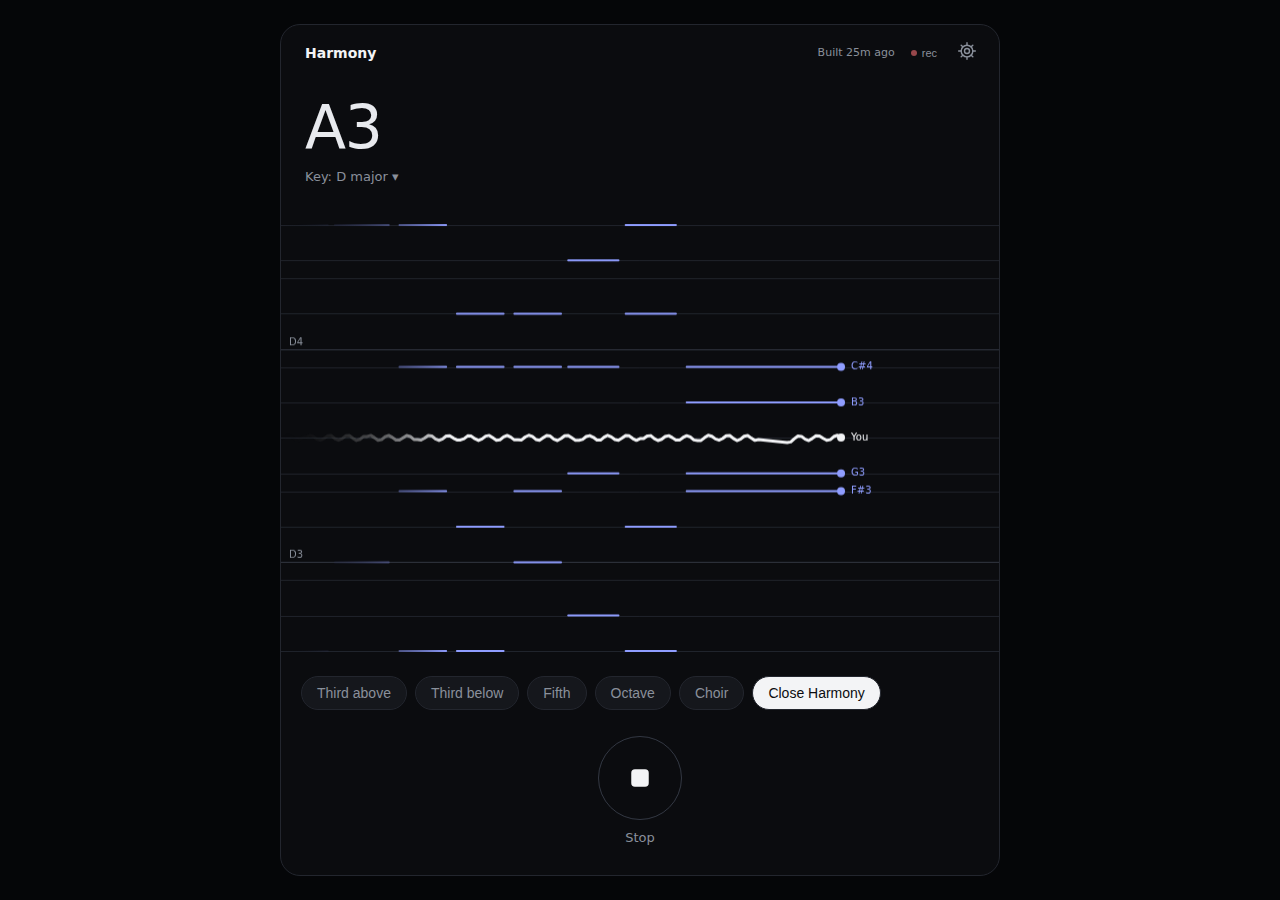 Harmony
Built 25m ago
rec
A3
Key: D major ▾
D4
C#4
B3
You
G3
F#3
D3
Third above
Third below
Fifth
Octave
Choir
Close Harmony
Stop